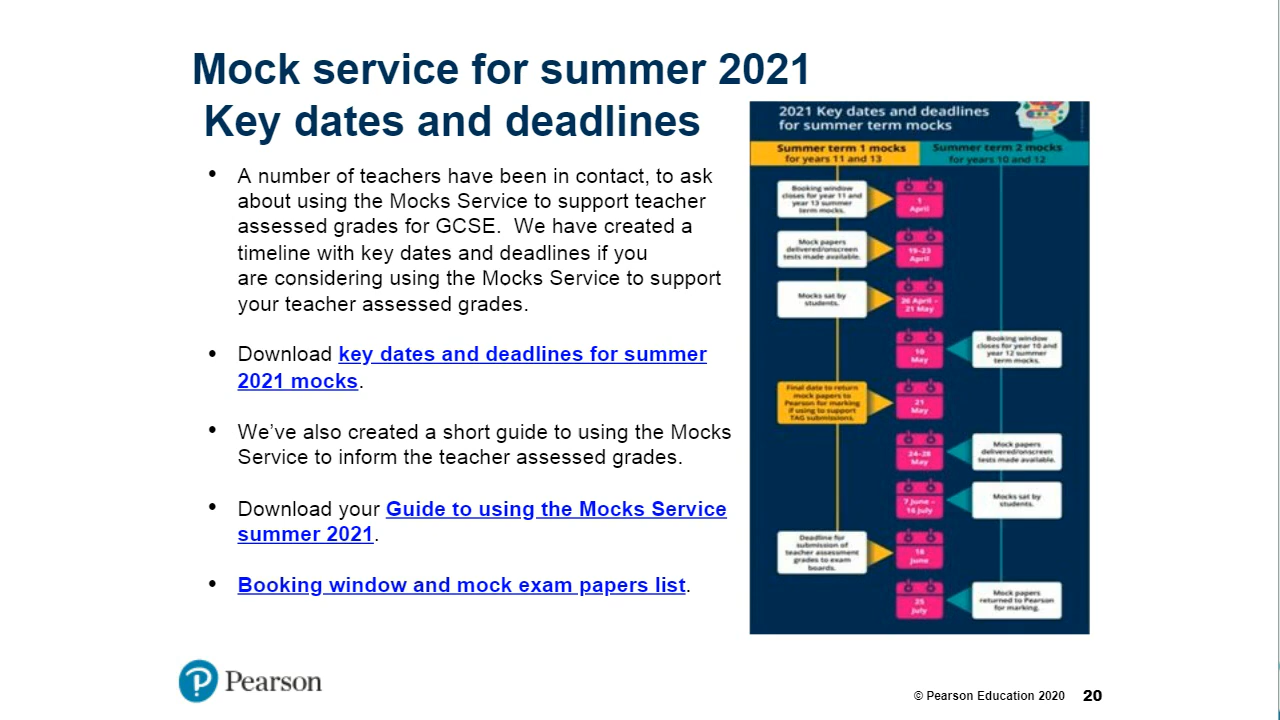 Mock service for summer 2021
Key dates and deadlines
• A number of teachers have been in contact, to ask
about using the Mocks Service to support teacher
assessed grades for GCSE.  We have created a
timeline with key dates and deadlines if you
are considering using the Mocks Service to support
your teacher assessed grades.
• Download key dates and deadlines for summer
2021 mocks.
• We’ve also created a short guide to using the Mocks
Service to inform the teacher assessed grades.
• Download your Guide to using the Mocks Service
summer 2021.
• Booking window and mock exam papers list.
2021 Key dates and deadlines
for summer term mocks
Summer term 1 mocks
for years 11 and 13
Summer term 2 mocks
for years 10 and 12
Booking window
closes for year 11 and
year 13 summer
term mocks.
1
April
Mock papers
delivered/onscreen
tests made available.
19–23
April
Mocks sat by
students.
26 April –
21 May
10
May
Booking window
closes for year 10 and
year 12 summer
term mocks.
Final date to return
mock papers to
Pearson for marking
if using to support
TAG submissions.
21
May
24–28
May
Mock papers
delivered/onscreen
tests made available.
7 June –
16 July
Mocks sat by
students.
Deadline for
submission of
teacher assessment
grades to exam
boards.
18
June
25
July
Mock papers
returned to Pearson
for marking.
P Pearson
© Pearson Education 2020 20